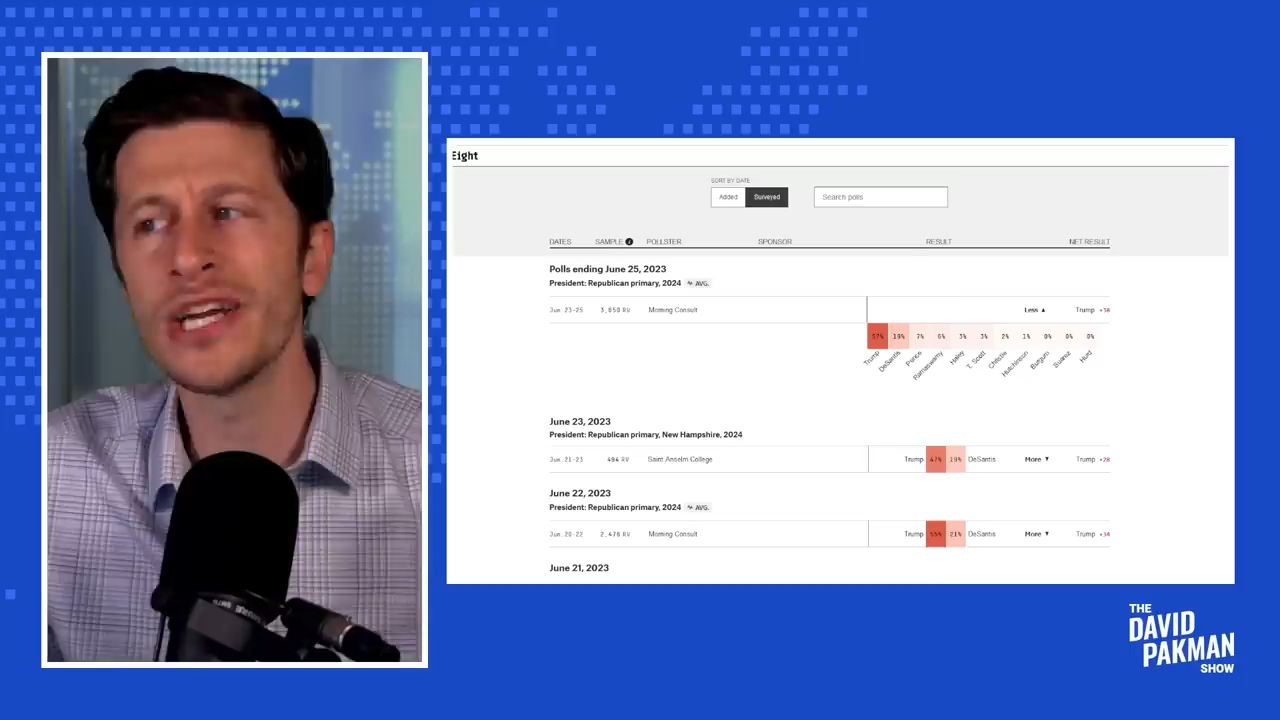 Eight
SORT BY DATE
Added Surveyed Search polls
DATES SAMPLE POLLSTER SPONSOR RESULT NET RESULT
Polls ending June 25, 2023
President: Republican primary, 2024 AVG.
Jun 23-25 3,650 RV Morning Consult Less ▲ Trump +38
57% 19% 7% 6% 3% 3% 2% 1% 0% 0% 0%
Trump DeSantis Pence Ramaswamy Haley T. Scott Christie Hutchinson Burgum Suarez Hurd
June 23, 2023
President: Republican primary, New Hampshire, 2024
Jun 21-23 494 RV Saint Anselm College Trump 47% 19% DeSantis More ▼ Trump +28
June 22, 2023
President: Republican primary, 2024 AVG.
Jun 20-22 RV Morning Consult Trump 55% 21% DeSantis More ▼ Trump +34
June 21, 2023
THE
DAVID
PAKMAN
SHOW